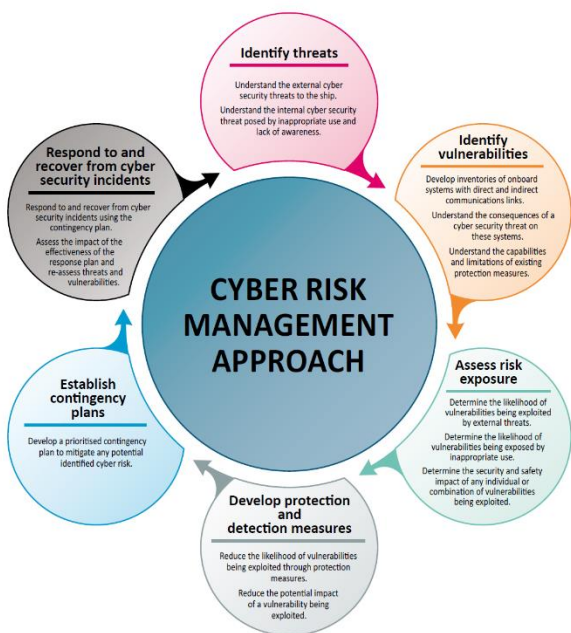 Identify threats
Understand the external cyber
security threats to the ship.
Understand the internal cyber security
threat posed by inappropriate use and
lack of awareness.
Identify
vulnerabilities
Develop inventories of onboard
systems with direct and indirect
communications links.
Understand the consequences of a
cyber security threat on
these systems.
Understand the capabilities
and limitations of existing
protection measures.
Assess risk
exposure
Determine the likelihood of
vulnerabilities being exploited
by external threats.
Determine the likelihood of
vulnerabilities being exposed by
inappropriate use.
Determine the security and safety
impact of any individual or
combination of vulnerabilities
being exploited.
Develop protection
and
detection measures
Reduce the likelihood of vulnerabilities
being exploited through protection
measures.
Reduce the potential impact
of a vulnerability being
exploited.
Establish
contingency
plans
Develop a prioritised contingency
plan to mitigate any potential
identified cyber risk.
Respond to and
recover from cyber
security incidents
Respond to and recover from cyber
security incidents using the
contingency plan.
Assess the impact of the
effectiveness of the
response plan and
re-assess threats and
vulnerabilities.
CYBER RISK
MANAGEMENT
APPROACH